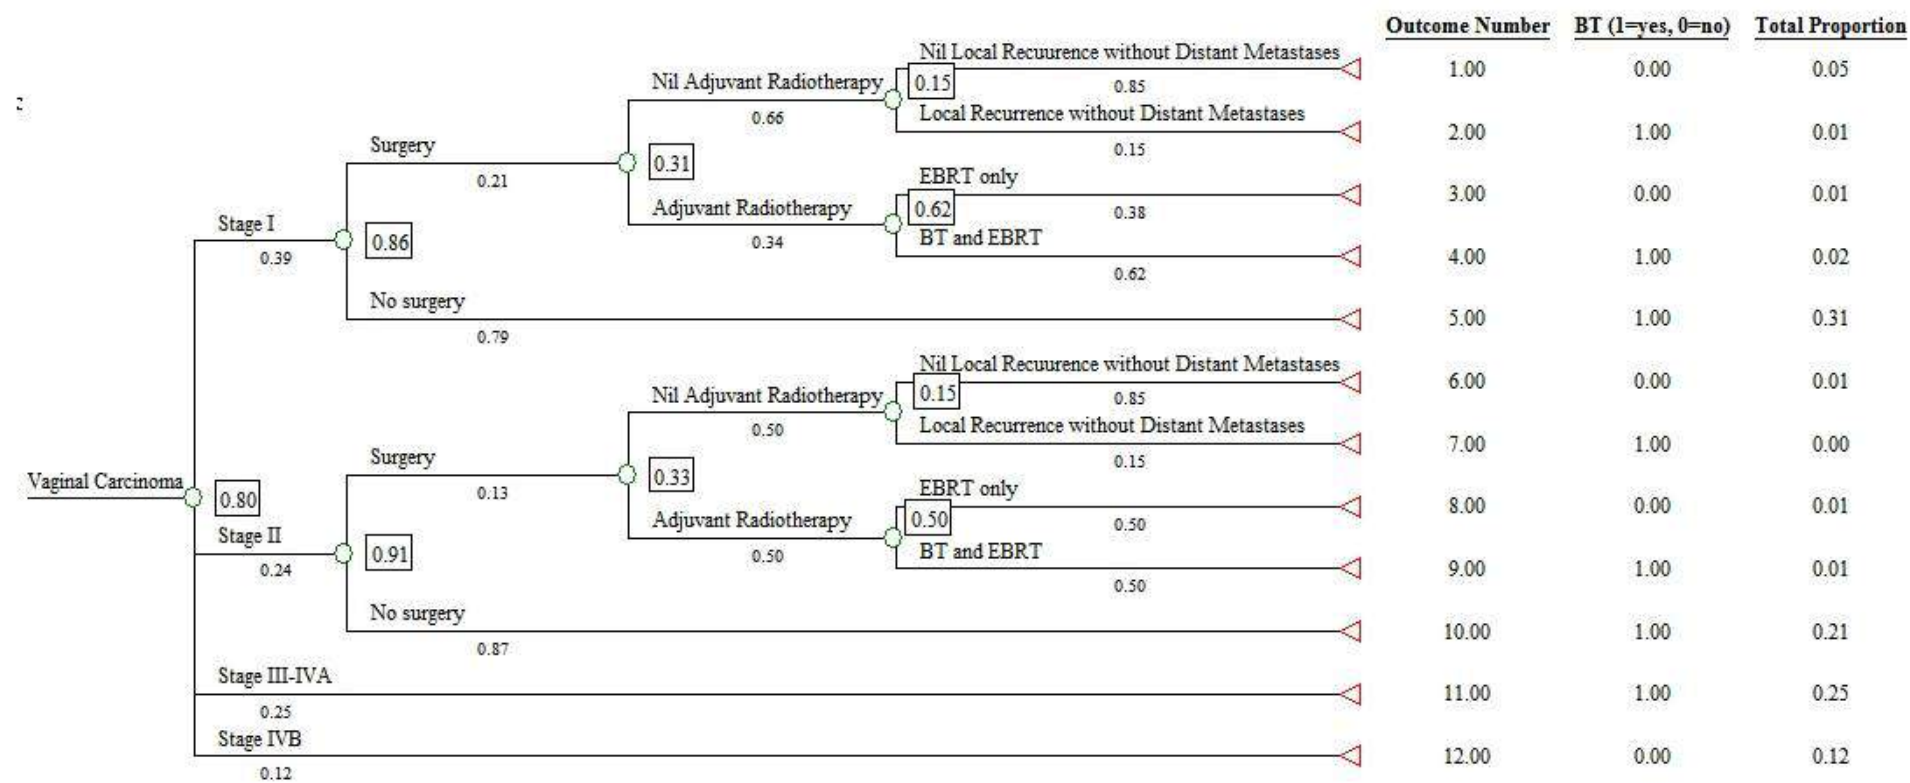 Outcome Number BT (1=yes, 0=no) Total Proportion
Nil Local Recuurence without Distant Metastases
0.15
0.85
1.00 0.00 0.05
Nil Adjuvant Radiotherapy
0.66
Local Recurrence without Distant Metastases
0.15
2.00 1.00 0.01
Surgery
0.21
0.31
EBRT only
0.62
0.38
3.00 0.00 0.01
Adjuvant Radiotherapy
0.34
BT and EBRT
0.62
4.00 1.00 0.02
Stage I
0.39
0.86
No surgery
0.79
5.00 1.00 0.31
Nil Local Recuurence without Distant Metastases
0.15
0.85
6.00 0.00 0.01
Nil Adjuvant Radiotherapy
0.50
Local Recurrence without Distant Metastases
0.15
7.00 1.00 0.00
Surgery
0.13
0.33
Vaginal Carcinoma
0.80
EBRT only
0.50
0.50
8.00 0.00 0.01
Adjuvant Radiotherapy
0.50
BT and EBRT
0.50
9.00 1.00 0.01
Stage II
0.24
0.91
No surgery
0.87
10.00 1.00 0.21
Stage III-IVA
0.25
11.00 1.00 0.25
Stage IVB
0.12
12.00 0.00 0.12